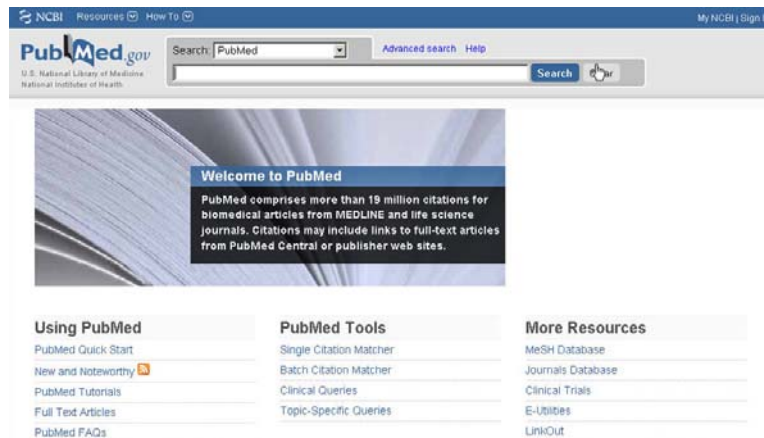 NCBI Resources How To My NCBI | Sign
PubMed.gov
U.S. National Library of Medicine
National Institutes of Health
Search: PubMed
Advanced search Help
Search
Welcome to PubMed
PubMed comprises more than 19 million citations for
biomedical articles from MEDLINE and life science
journals. Citations may include links to full-text articles
from PubMed Central or publisher web sites.
Using PubMed
PubMed Quick Start
New and Noteworthy
PubMed Tutorials
Full Text Articles
PubMed FAQs
PubMed Tools
Single Citation Matcher
Batch Citation Matcher
Clinical Queries
Topic-Specific Queries
More Resources
MeSH Database
Journals Database
Clinical Trials
E-Utilities
LinkOut